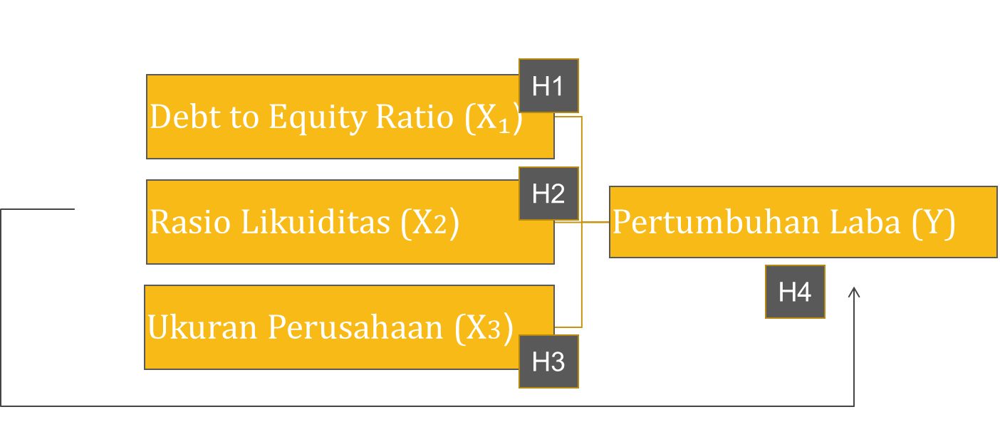 H1
Debt to Equity Ratio (X₁)
H2
Rasio Likuiditas (X2)
Pertumbuhan Laba (Y)
H4
Ukuran Perusahaan (X3)
H3